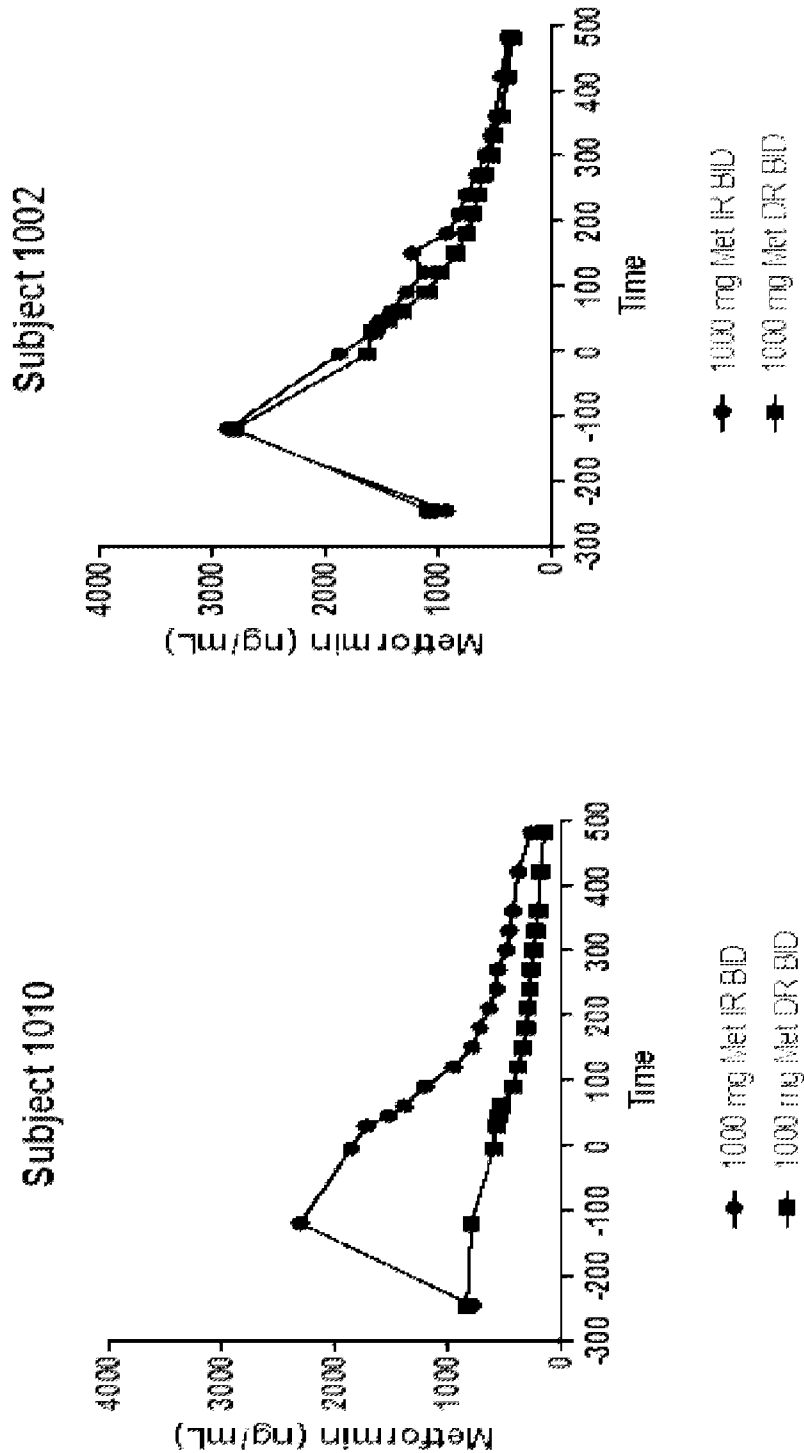 Subject 1010
Metformin (ng/mL)
4000
3000
2000
1000
0
-300
-200
-100
0
100
200
300
400
500
Time
1000 mg Met IR BID
1000 mg Met DR BID
Subject 1002
Metformin (ng/mL)
4000
3000
2000
1000
0
-300
-200
-100
0
100
200
300
400
500
Time
1000 mg Met IR BID
1000 mg Met DR BID